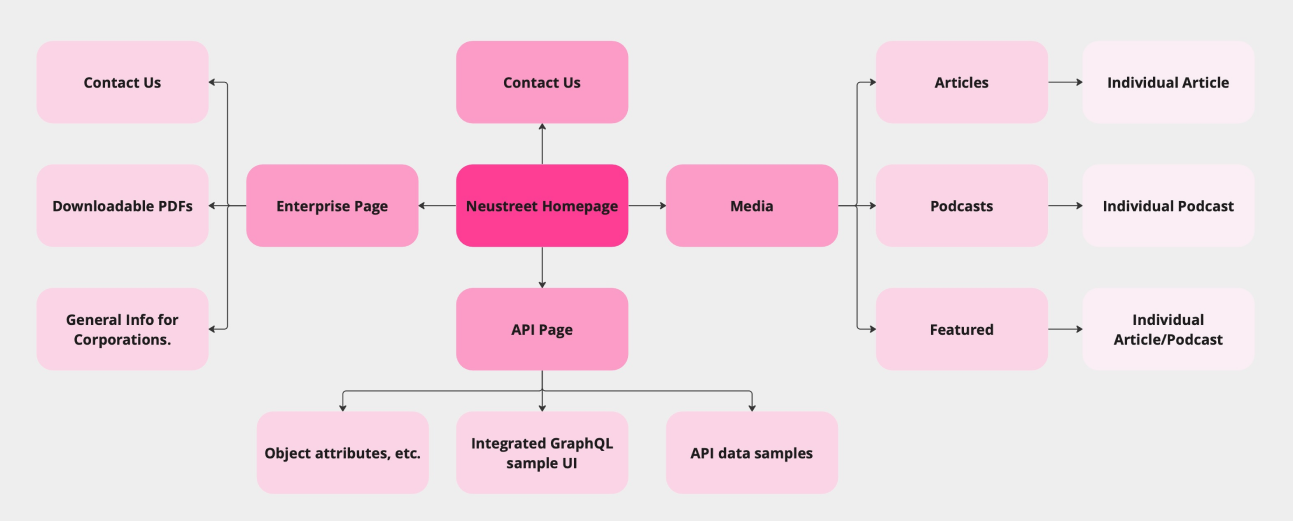 Contact Us
Contact Us
Articles
Individual Article
Downloadable PDFs
Enterprise Page
Neustreet Homepage
Media
Podcasts
Individual Podcast
General Info for
Corporations.
API Page
Featured
Individual
Article/Podcast
Object attributes, etc.
Integrated GraphQL
sample UI
API data samples